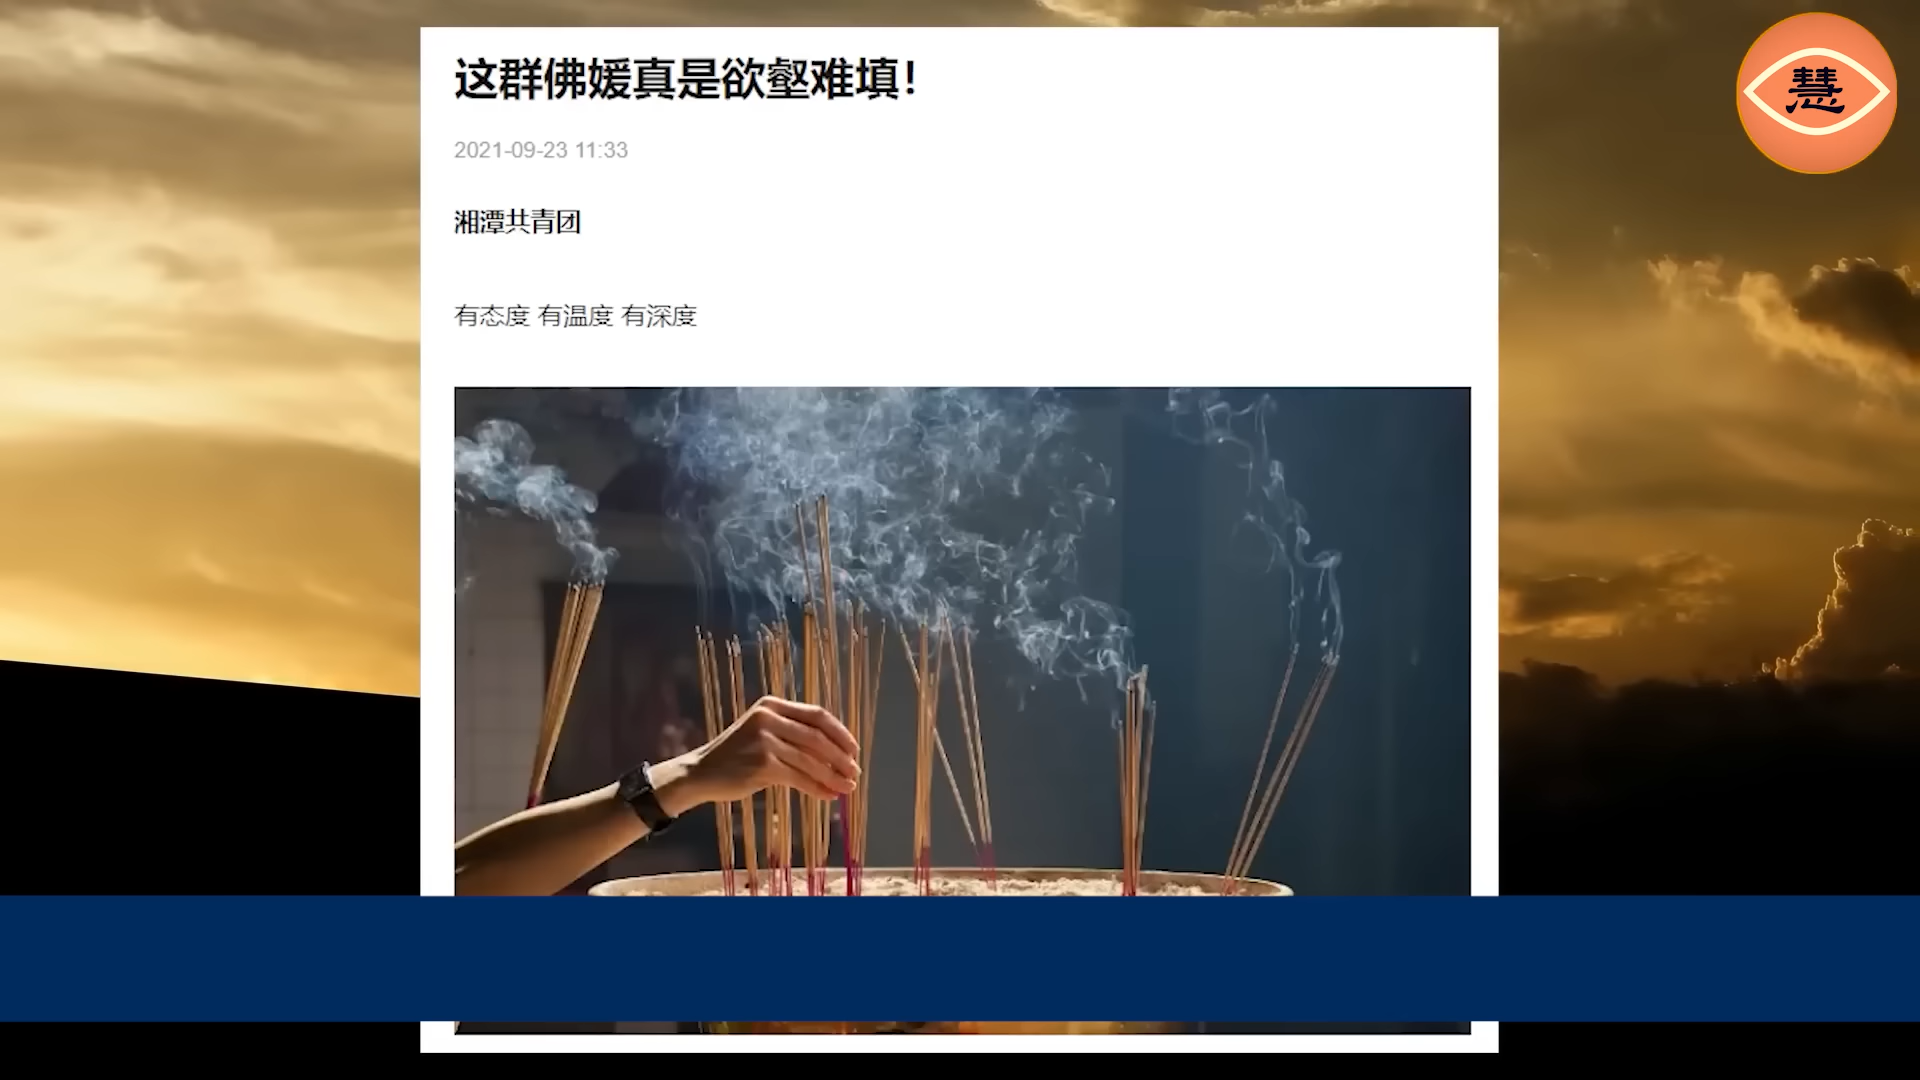 这群佛媛真是欲壑难填！
2021-09-23 11:33
湘潭共青团
有态度 有温度 有深度
慧